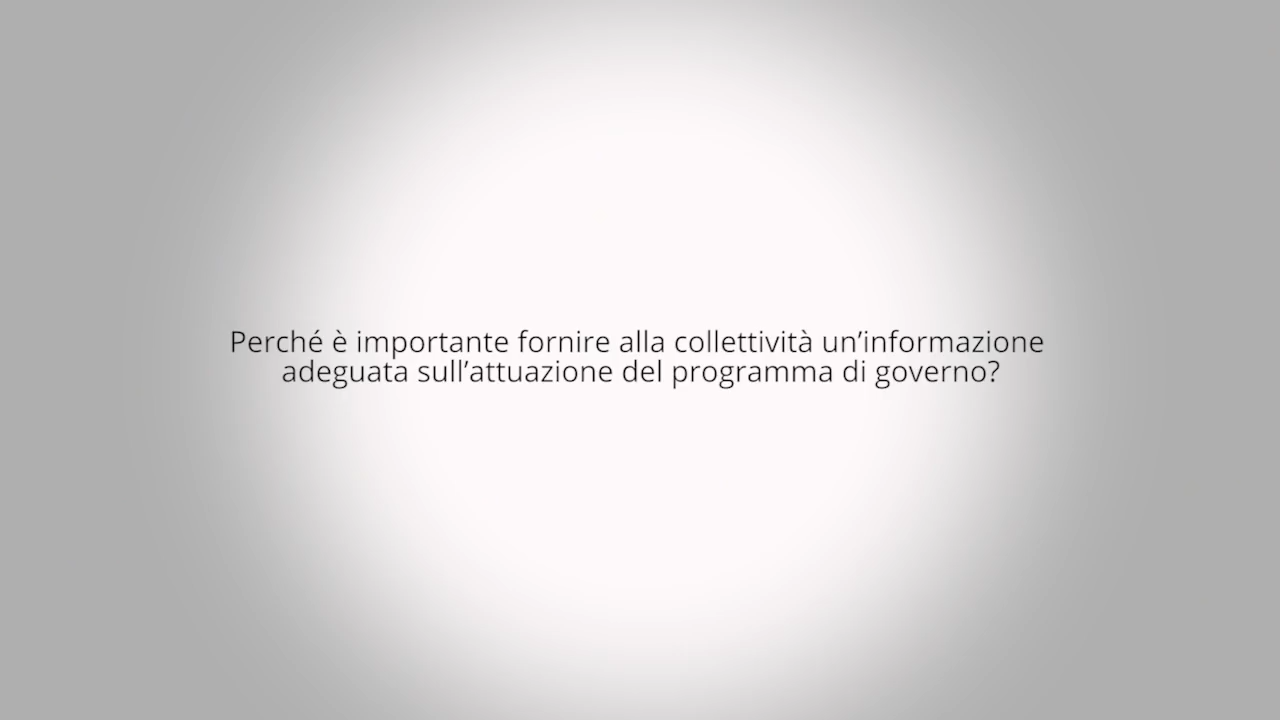 Perché è importante fornire alla collettività un’informazione
adeguata sull’attuazione del programma di governo?